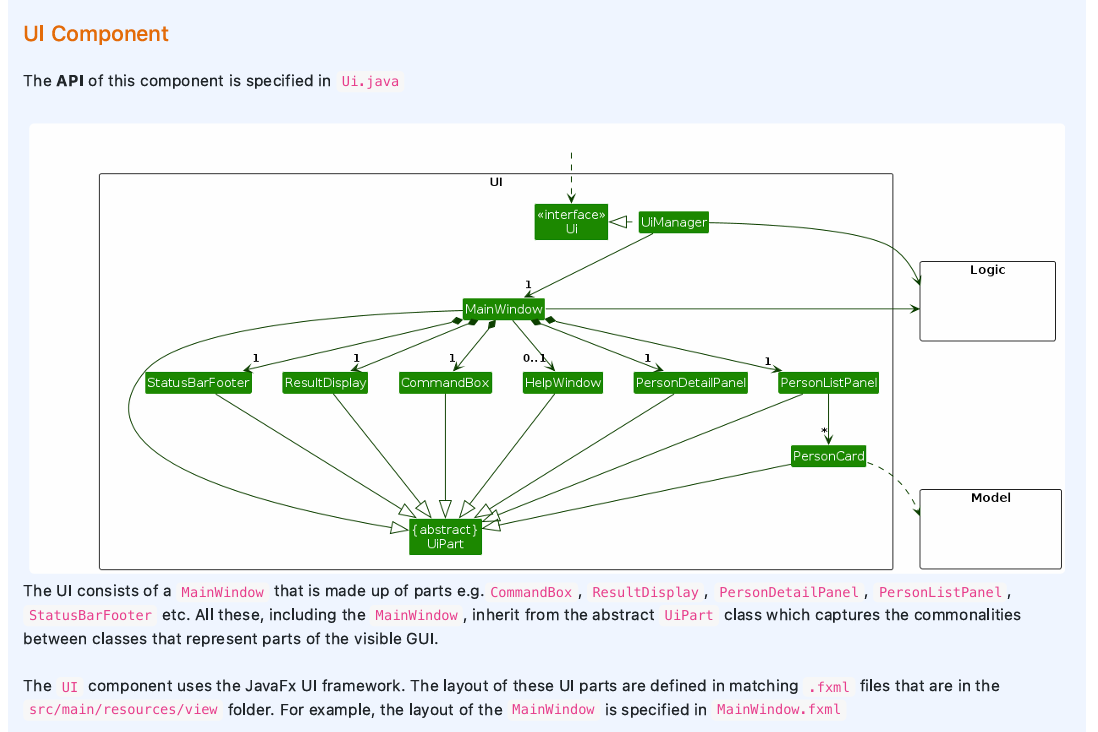 UI Component
The API of this component is specified in Ui.java
UI
«interface»
Ui
UiManager
Logic
1
MainWindow
1
1
1
0..1
1
1
StatusBarFooter
ResultDisplay
CommandBox
HelpWindow
PersonDetailPanel
PersonListPanel
*
PersonCard
Model
{abstract}
UiPart
The UI consists of a MainWindow that is made up of parts e.g. CommandBox , ResultDisplay , PersonDetailPanel , PersonListPanel ,
StatusBarFooter etc. All these, including the MainWindow , inherit from the abstract UiPart class which captures the commonalities
between classes that represent parts of the visible GUI.
The UI component uses the JavaFx UI framework. The layout of these UI parts are defined in matching .fxml files that are in the
src/main/resources/view folder. For example, the layout of the MainWindow is specified in MainWindow.fxml